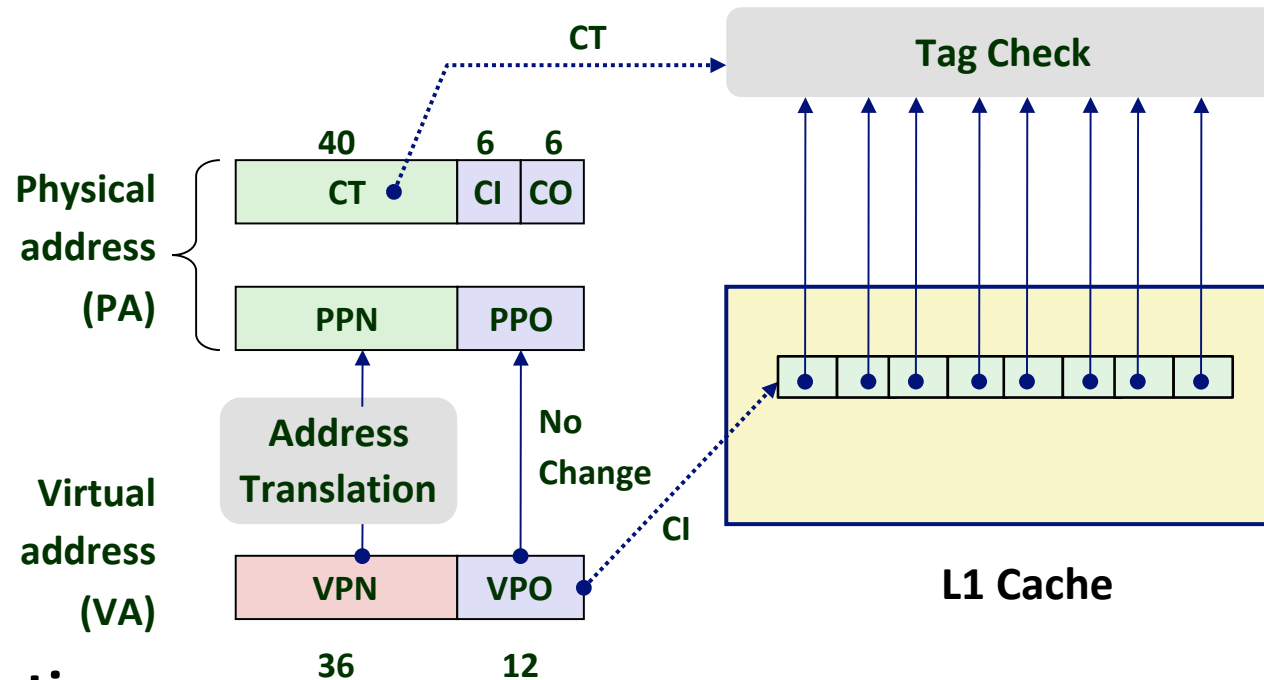 CT
Tag Check
40 6 6
Physical
address
(PA)
CT CI CO
PPN PPO
Address
Translation
No
Change
Virtual
address
(VA)
CI
VPN VPO
L1 Cache
36 12